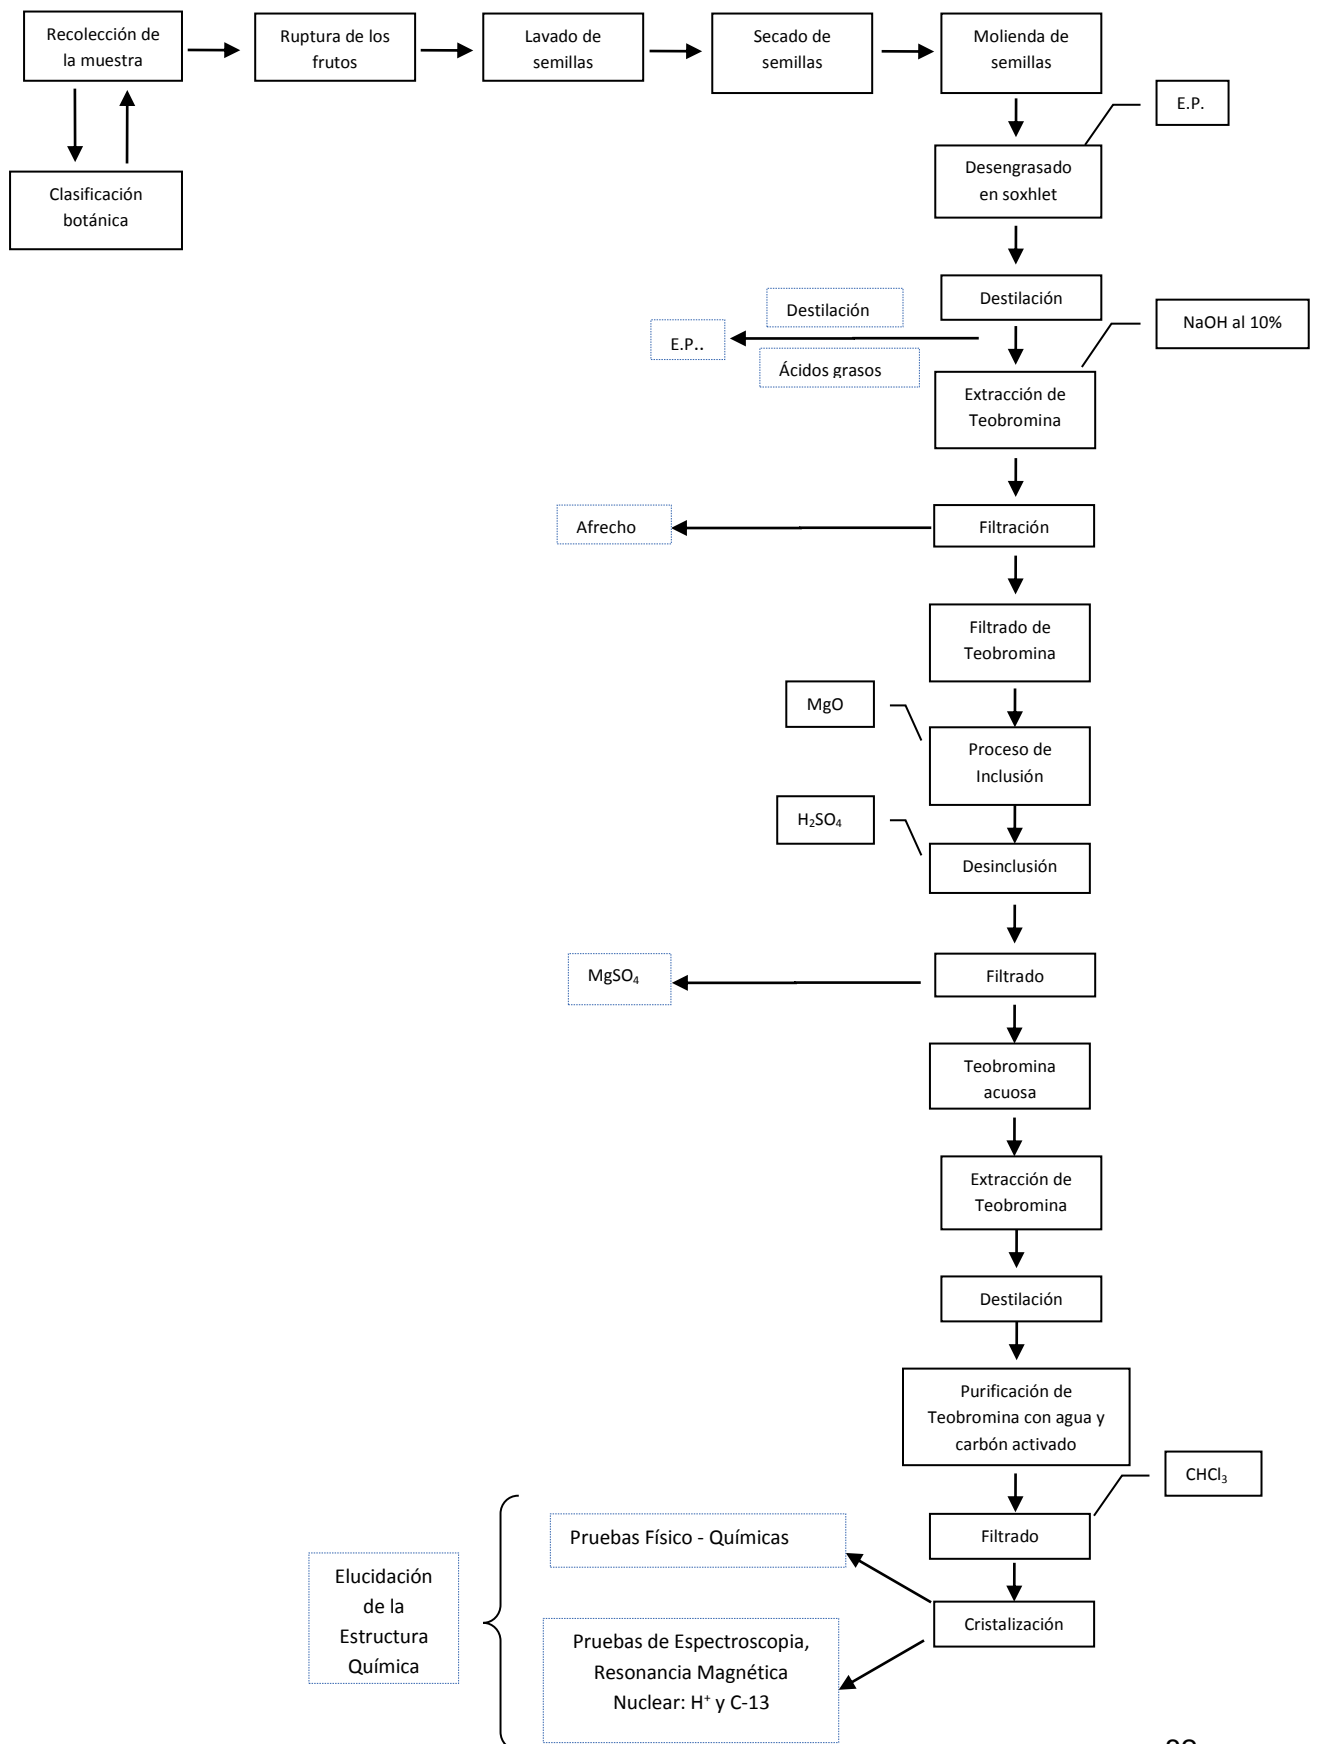 Recolección de
la muestra
Ruptura de los
frutos
Lavado de
semillas
Secado de
semillas
Molienda de
semillas
E.P.
Clasificación
botánica
Desengrasado
en soxhlet
Destilación
Destilación
E.P..
Ácidos grasos
NaOH al 10%
Extracción de
Teobromina
Afrecho
Filtración
Filtrado de
Teobromina
MgO
Proceso de
Inclusión
H₂SO₄
Desinclusión
MgSO₄
Filtrado
Teobromina
acuosa
Extracción de
Teobromina
Destilación
Purificación de
Teobromina con agua y
carbón activado
CHCl₃
Filtrado
Pruebas Físico - Químicas
Elucidación
de la
Estructura
Química
Cristalización
Pruebas de Espectroscopia,
Resonancia Magnética
Nuclear: H⁺ y C-13